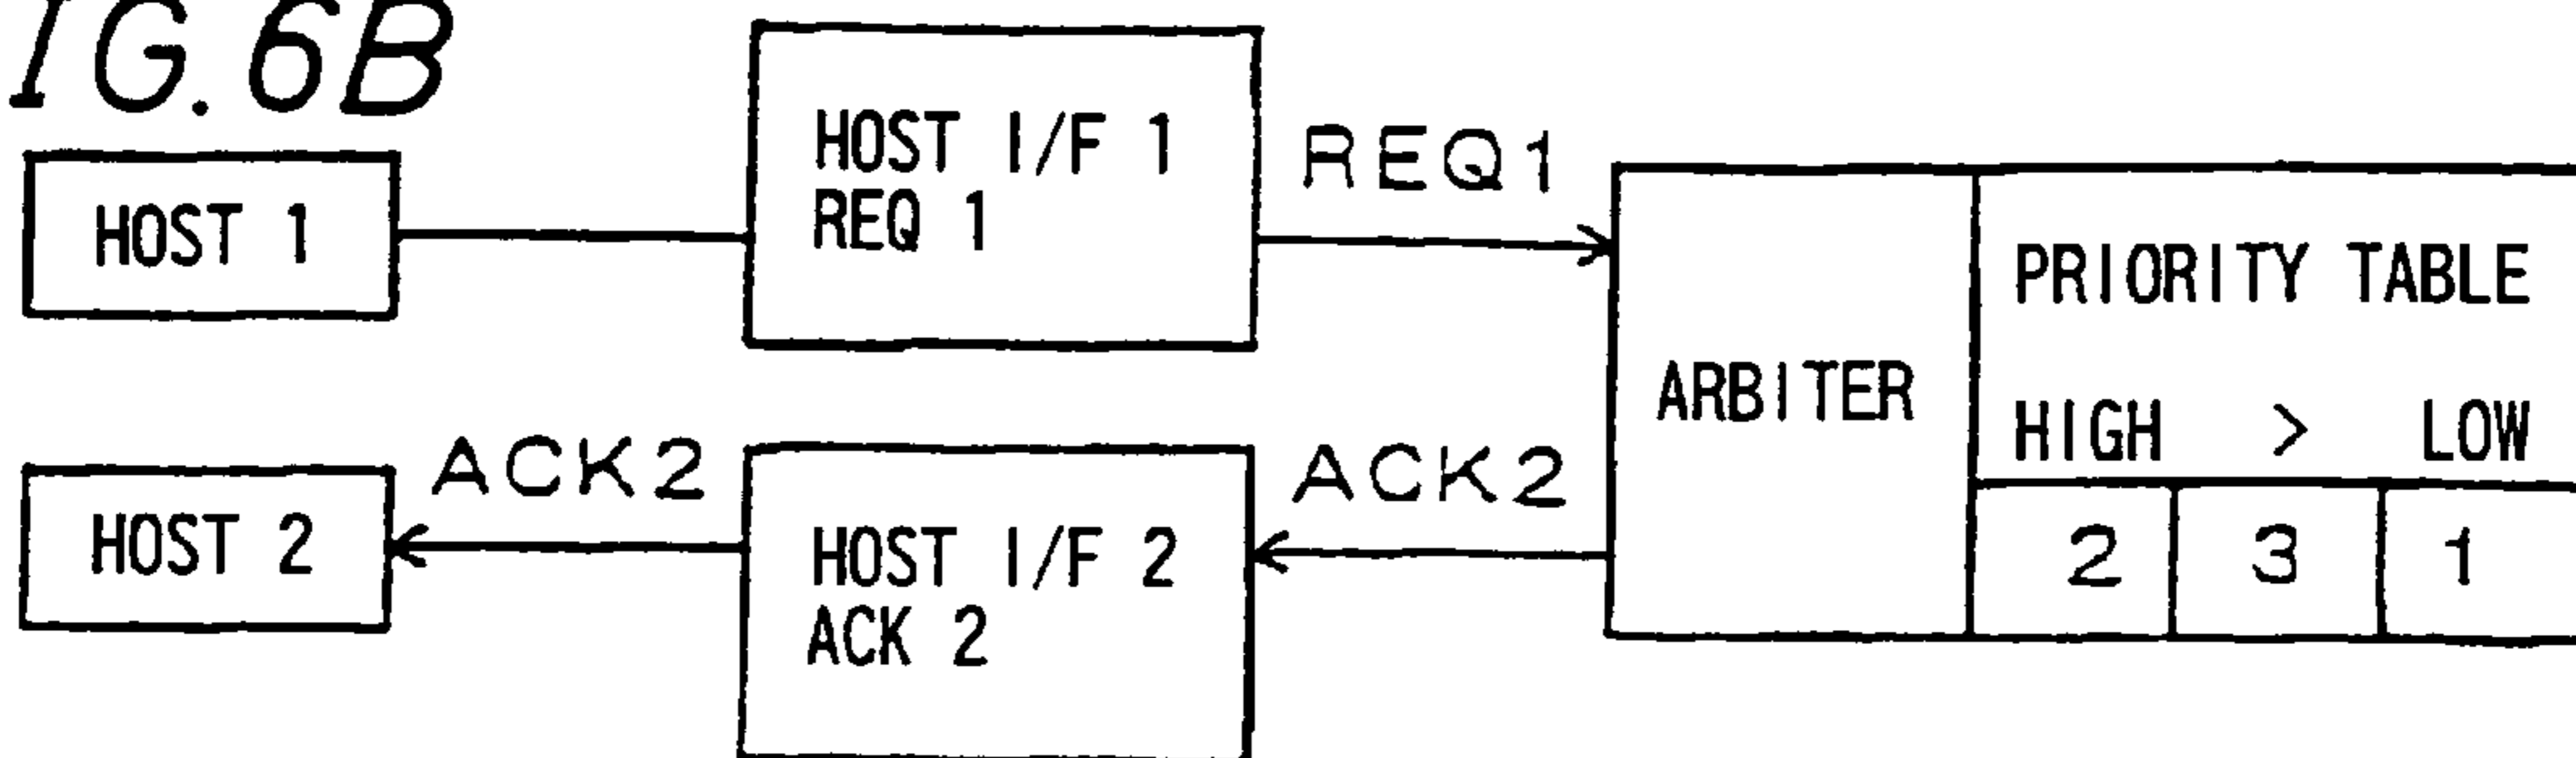 IG. 6B
HOST 1
HOST I/F 1
REQ 1
REQ1
ARBITER
PRIORITY TABLE
HIGH > LOW
2 3 1
HOST 2
ACK2
HOST I/F 2
ACK 2
ACK2